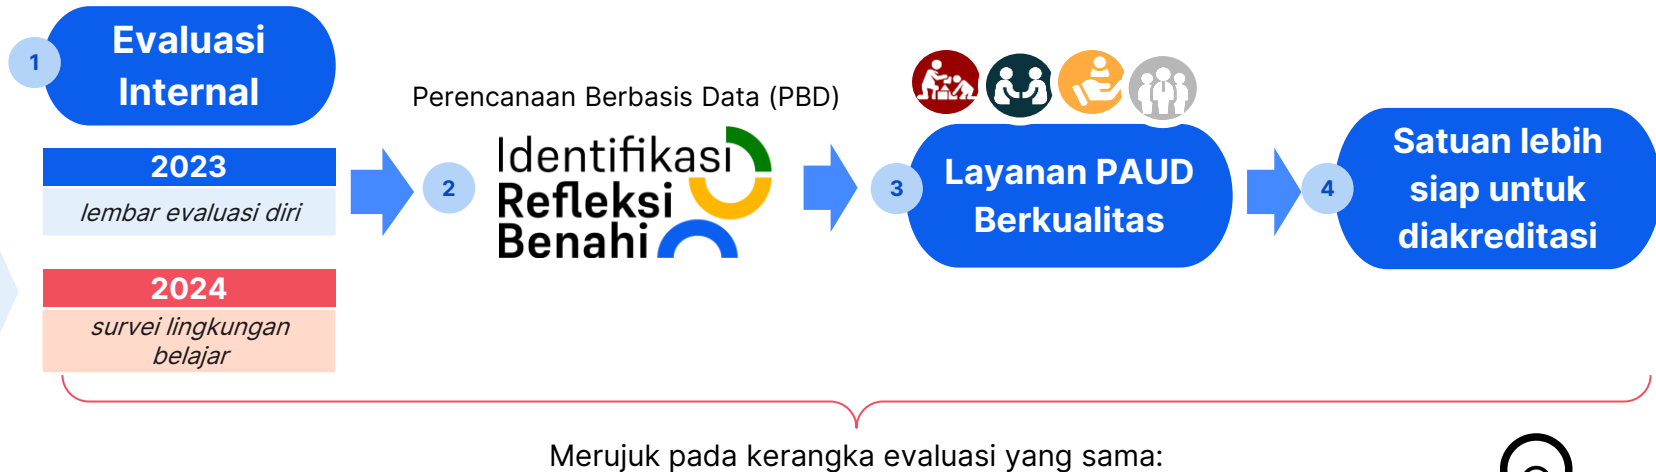 1
Evaluasi
Internal
2023
lembar evaluasi diri
2024
survei lingkungan
belajar
Perencanaan Berbasis Data (PBD)
2
Identifikasi
Refleksi
Benahi
3
Layanan PAUD
Berkualitas
4
Satuan lebih
siap untuk
diakreditasi
Merujuk pada kerangka evaluasi yang sama: